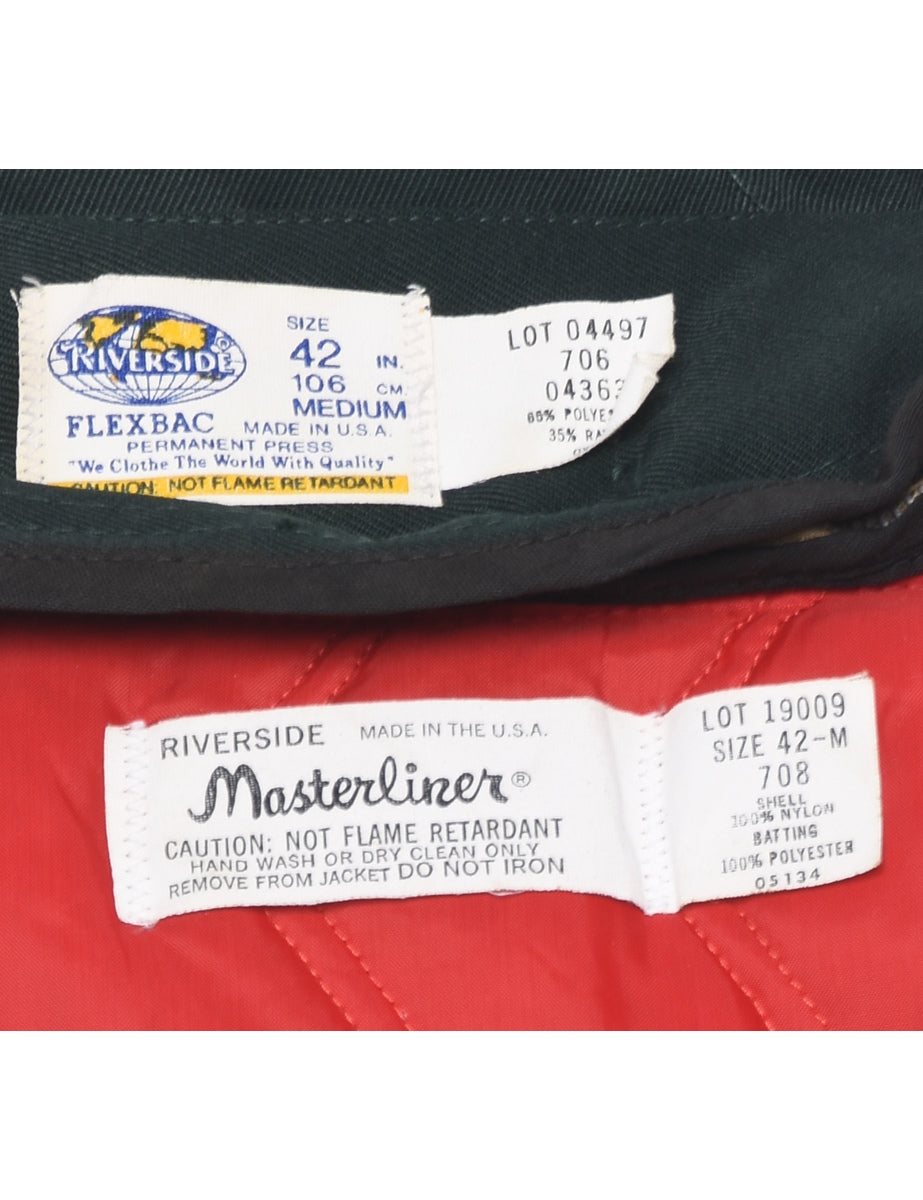 RIVERSIDE ©
SIZE
42 IN.
106 CM.
MEDIUM
FLEXBAC MADE IN U.S.A.
PERMANENT PRESS
"We Clothe The World With Quality"
CAUTION: NOT FLAME RETARDANT
LOT 04497
706
0436
65%
35%
RIVERSIDE MADE IN THE U.S.A.
Masterliner®
CAUTION: NOT FLAME RETARDANT
HAND WASH OR DRY CLEAN ONLY
REMOVE FROM JACKET DO NOT IRON
LOT 19009
SIZE 42-M
708
SHELL
100% NYLON
BATTING
100% POLYESTER
05134